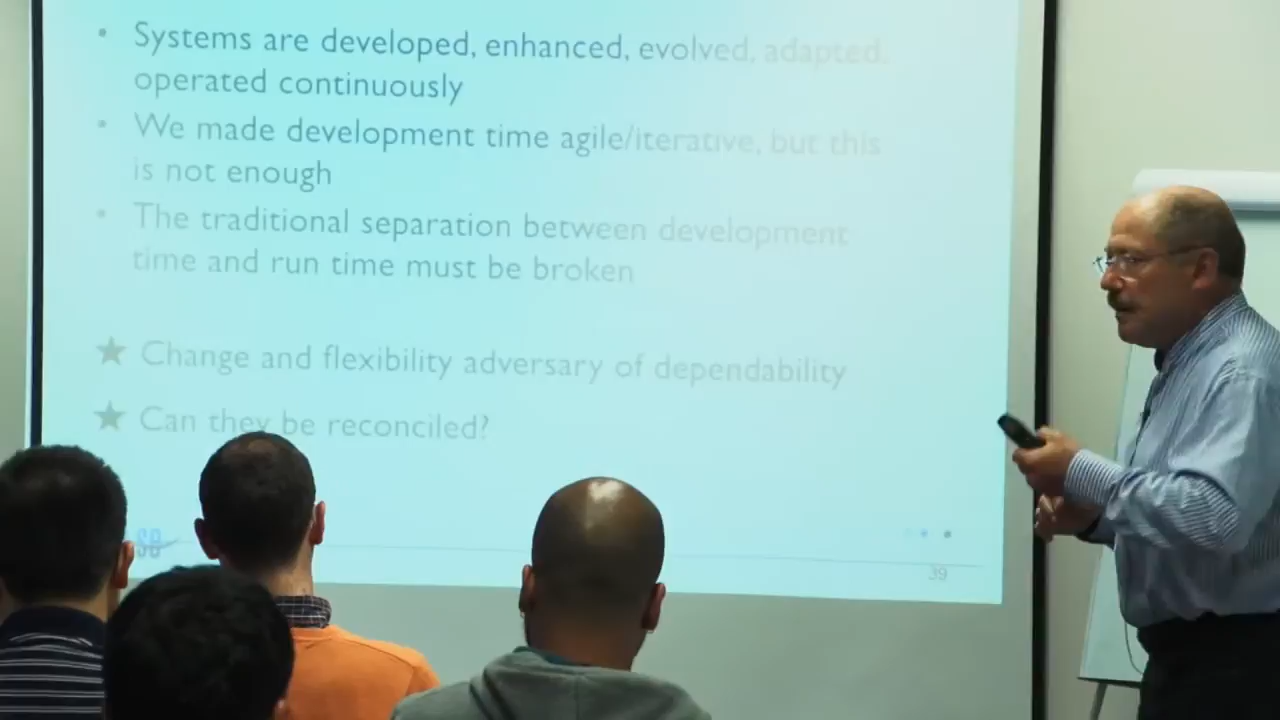 • Systems are developed, enhanced, evolved, adapted,
operated continuously
• We made development time agile/iterative, but this
is not enough
• The traditional separation between development
time and run time must be broken
★ Change and flexibility adversary of dependability
★ Can they be reconciled?
39